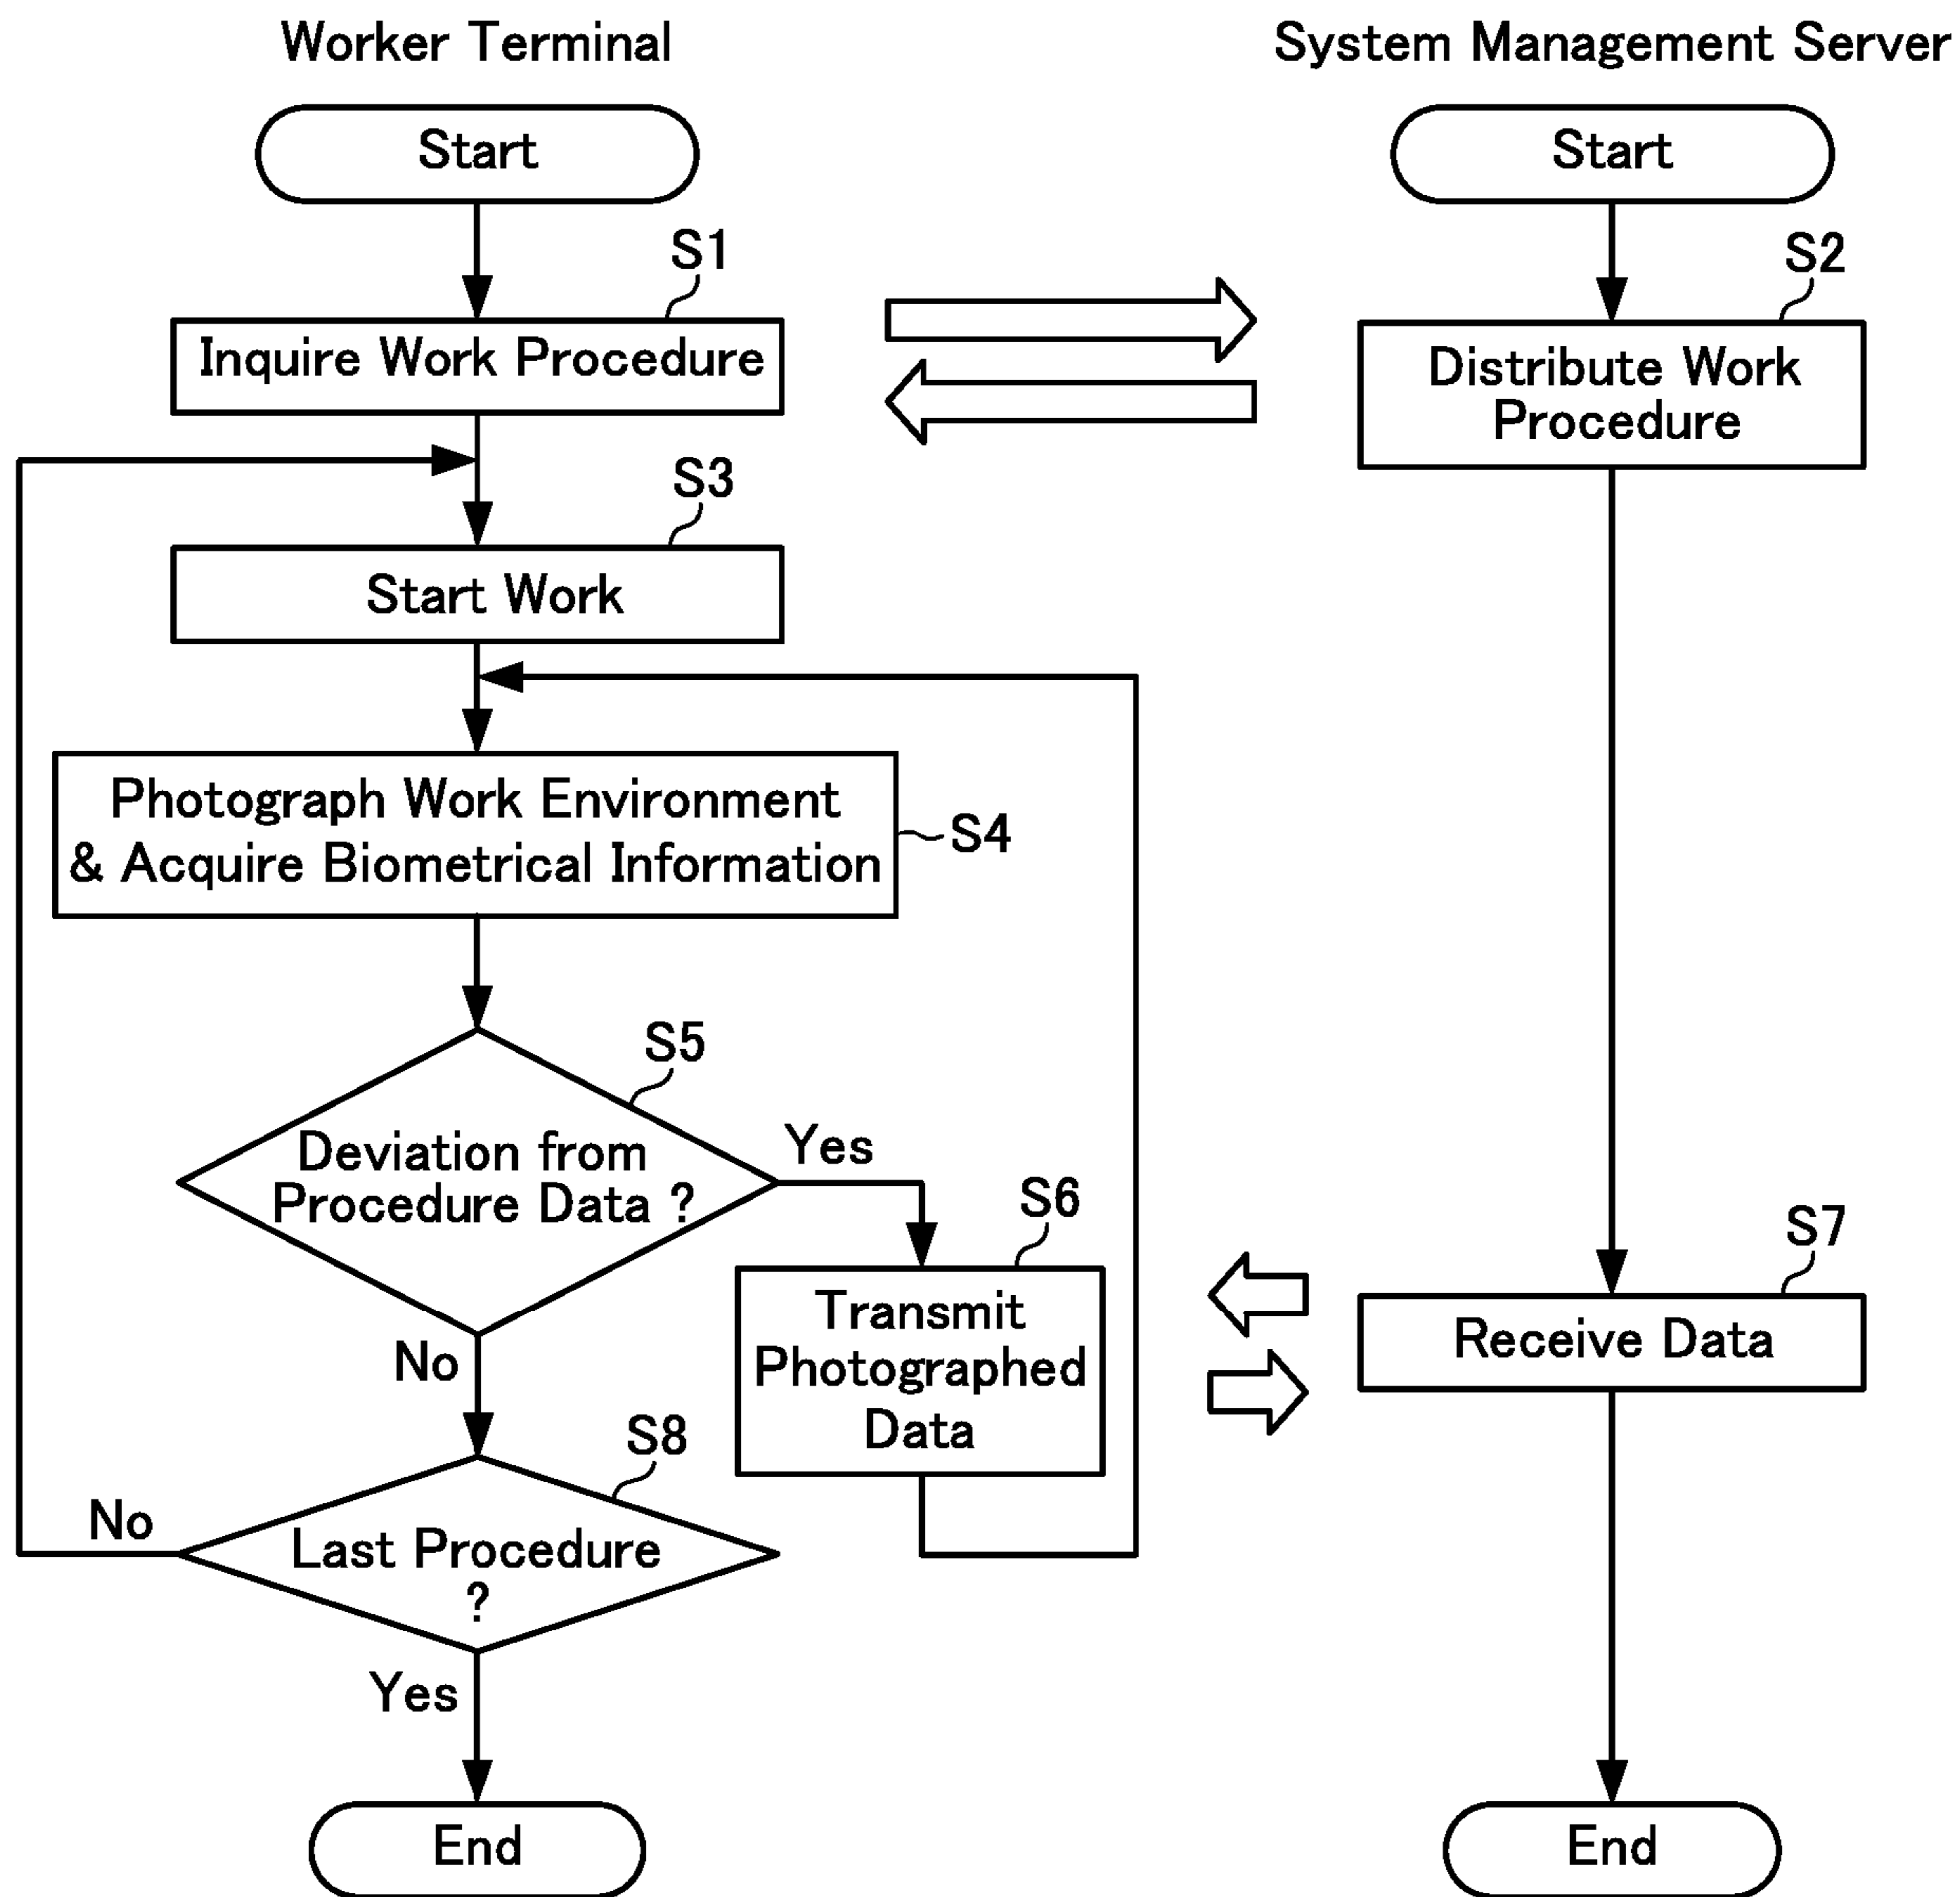 Worker Terminal
System Management Server
Start
Start
S1
S2
Inquire Work Procedure
Distribute Work
Procedure
S3
Start Work
Photograph Work Environment
& Acquire Biometrical Information
S4
S5
Deviation from
Procedure Data ?
Yes
No
S6
Transmit
Photographed
Data
S7
Receive Data
S8
Last Procedure
?
No
Yes
End
End